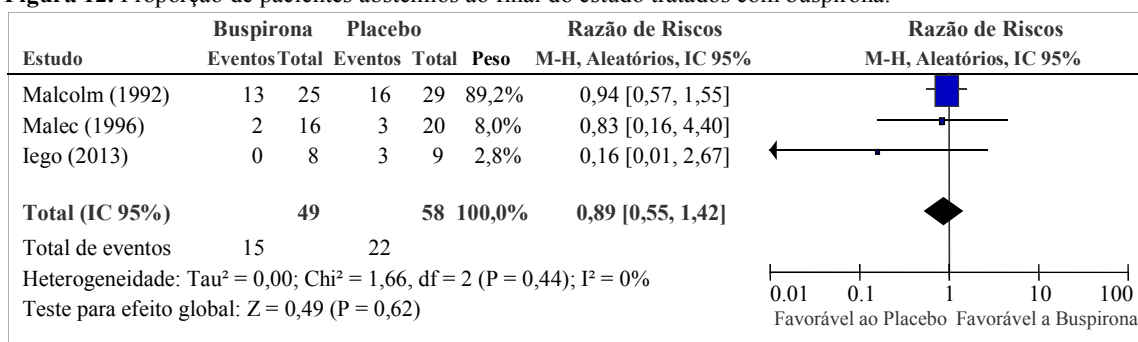 Figura 12. Proporção de pacientes abstêmios ao final do estudo tratados com buspirona.
Buspirona Placebo Razão de Riscos Razão de Riscos
Estudo Eventos Total Eventos Total Peso M-H, Aleatórios, IC 95% M-H, Aleatórios, IC 95%
Malcolm (1992) 13 25 16 29 89,2% 0,94 [0,57, 1,55]
Malec (1996) 2 16 3 20 8,0% 0,83 [0,16, 4,40]
Iego (2013) 0 8 3 9 2,8% 0,16 [0,01, 2,67]
Total (IC 95%) 49 58 100,0% 0,89 [0,55, 1,42]
Total de eventos 15 22
Heterogeneidade: Tau² = 0,00; Chi² = 1,66, df = 2 (P = 0,44); I² = 0%
Teste para efeito global: Z = 0,49 (P = 0,62)
0.01 0.1 1 10 100
Favorável ao Placebo Favorável a Buspirona